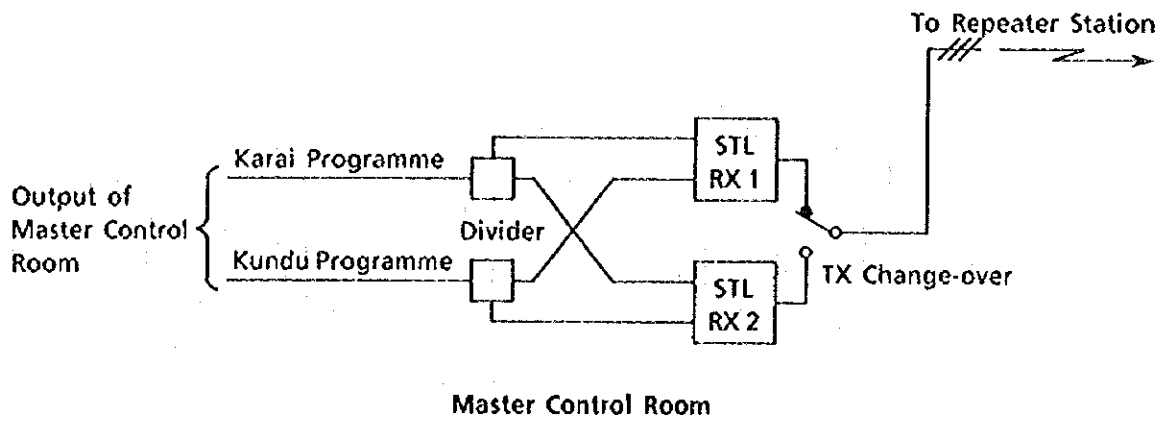 To Repeater Station
Karai Programme
STL
RX 1
Output of
Master Control
Room
Divider
Kundu Programme
TX Change-over
STL
RX 2
Master Control Room